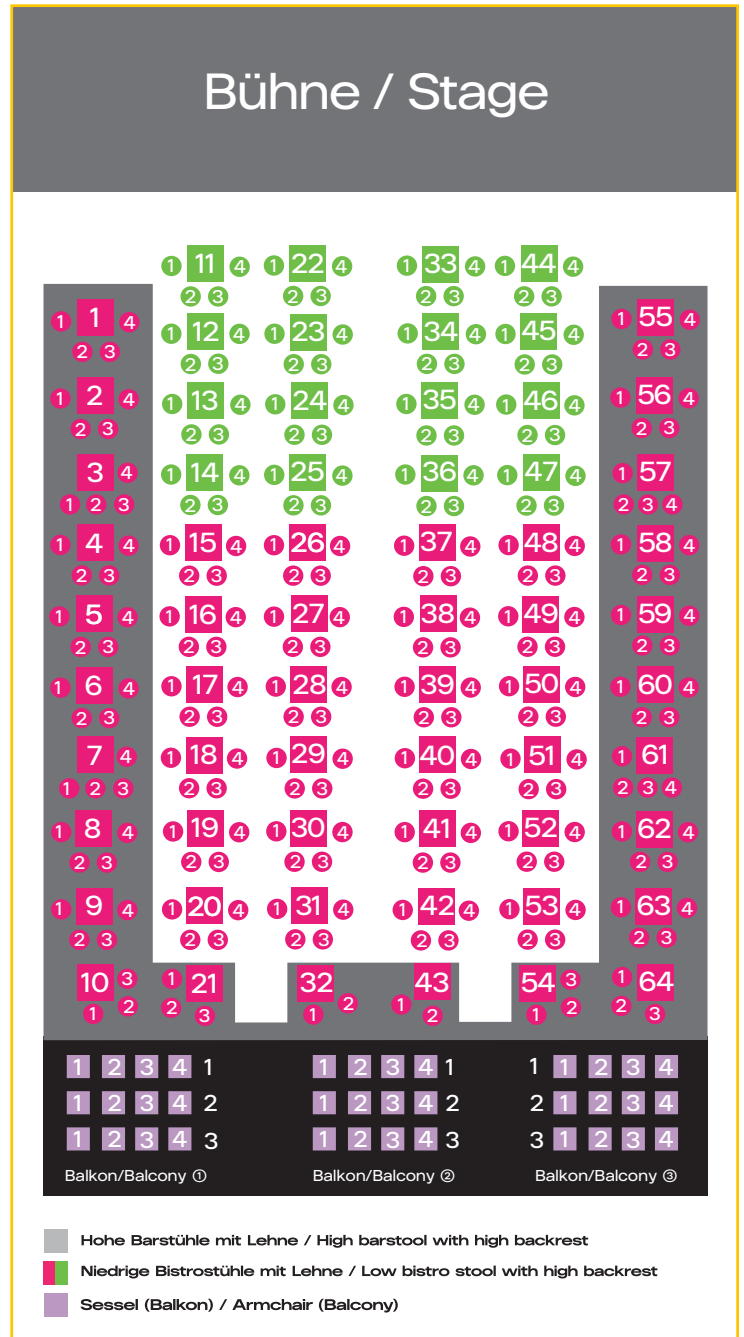 Bühne / Stage
1 11 4 1 22 4 1 33 4 1 44 4
2 3 2 3 2 3 2 3
1 1 4 1 12 4 1 23 4 1 34 4 1 45 4 1 55 4
2 3 2 3 2 3 2 3 2 3 2 3
1 2 4 1 13 4 1 24 4 1 35 4 1 46 4 1 56 4
2 3 2 3 2 3 2 3 2 3 2 3
3 4 1 14 4 1 25 4 1 36 4 1 47 4 1 57
1 2 3 2 3 2 3 2 3 2 3 2 3 4
1 4 4 1 15 4 1 26 4 1 37 4 1 48 4 1 58 4
2 3 2 3 2 3 2 3 2 3 2 3
1 5 4 1 16 4 1 27 4 1 38 4 1 49 4 1 59 4
2 3 2 3 2 3 2 3 2 3 2 3
1 6 4 1 17 4 1 28 4 1 39 4 1 50 4 1 60 4
2 3 2 3 2 3 2 3 2 3 2 3
7 4 1 18 4 1 29 4 1 40 4 1 51 4 1 61
1 2 3 2 3 2 3 2 3 2 3 2 3 4
1 8 4 1 19 4 1 30 4 1 41 4 1 52 4 1 62 4
2 3 2 3 2 3 2 3 2 3 2 3
1 9 4 1 20 4 1 31 4 1 42 4 1 53 4 1 63 4
2 3 2 3 2 3 2 3 2 3 2 3
10 3 1 21 32 43 54 3 1 64
1 2 2 3 1 2 1 2 1 2 2 3
1 2 3 4 1 1 2 3 4 1 1 1 2 3 4
1 2 3 4 2 1 2 3 4 2 2 1 2 3 4
1 2 3 4 3 1 2 3 4 3 3 1 2 3 4
Balkon/Balcony ① Balkon/Balcony ② Balkon/Balcony ③
Hohe Barstühle mit Lehne / High barstool with high backrest
Niedrige Bistrostühle mit Lehne / Low bistro stool with high backrest
Sessel (Balkon) / Armchair (Balcony)